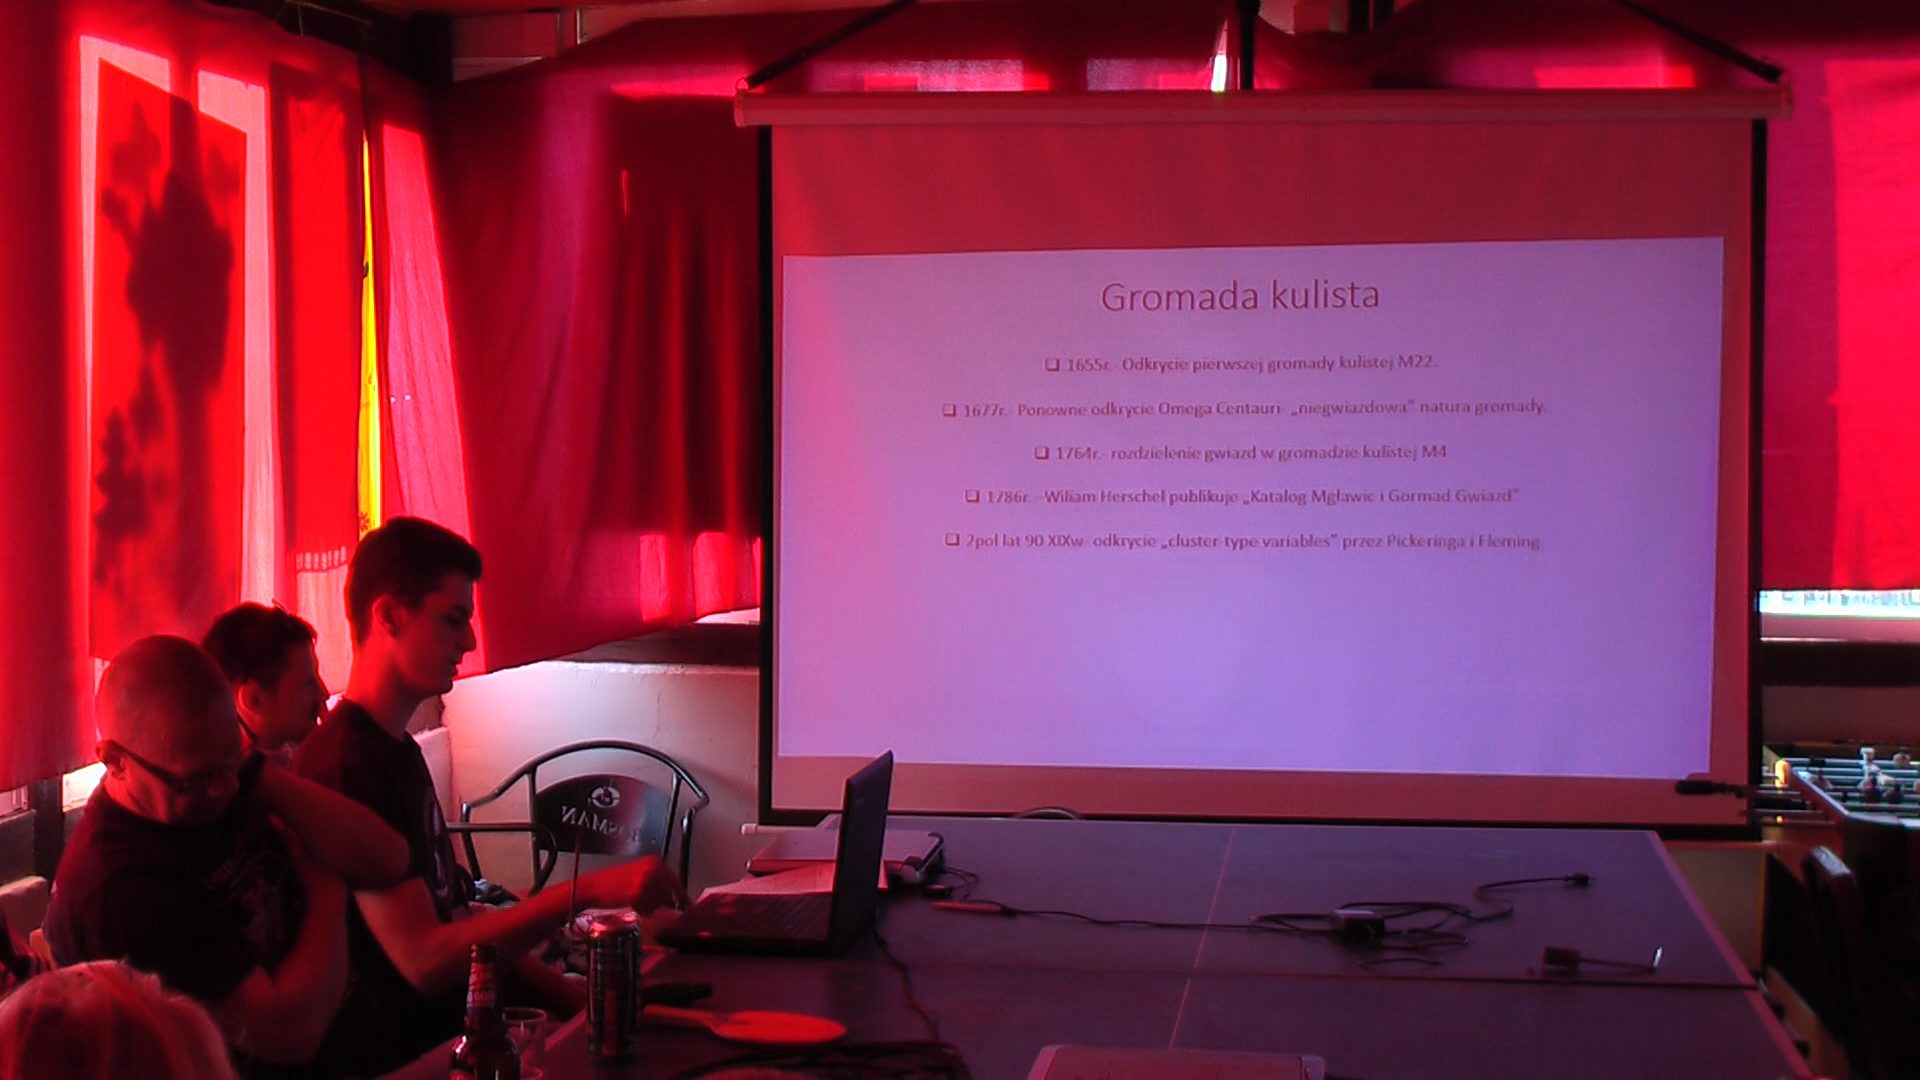 Gromada kulista
1655r.- Odkrycie pierwszej gromady kulistej M22.
1677r.- Ponowne odkrycie Omega Centauri- „niegwiazdowa” natura gromady.
1764r.- rozdzielenie gwiazd w gromadzie kulistej M4
1786r. –Wiliam Herschel publikuje „Katalog Mgławic i Gormad Gwiazd”
2poł lat 90 XIXw- odkrycie „cluster type variables” przez Pickeringa i Fleming